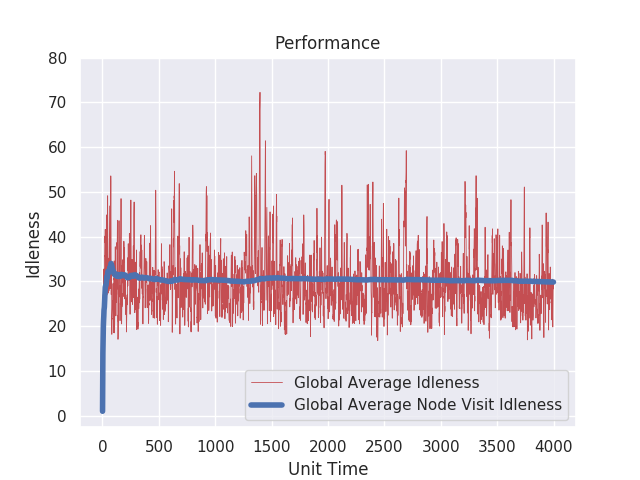 Performance
80
70
60
50
40
30
20
10
0
Idleness
Global Average Idleness
Global Average Node Visit Idleness
0 500 1000 1500 2000 2500 3000 3500 4000
Unit Time